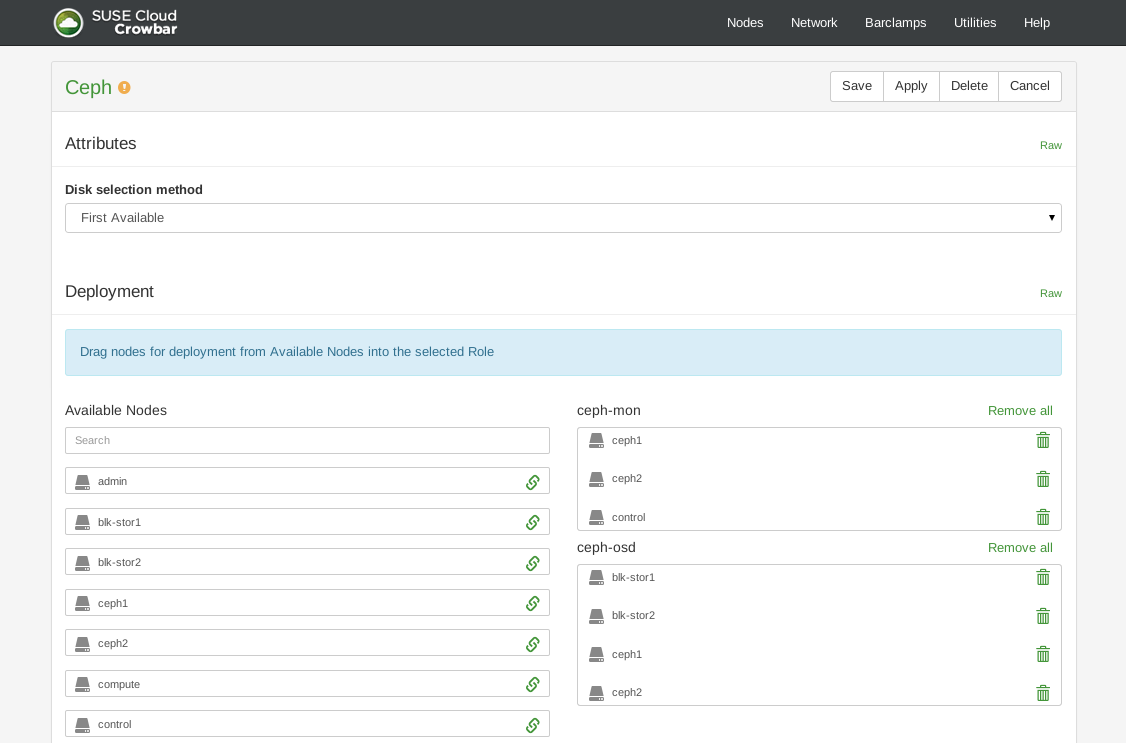 SUSE Cloud
Crowbar
Nodes Network Barclamps Utilities Help
Ceph
Save Apply Delete Cancel
Attributes Raw
Disk selection method
First Available
Deployment Raw
Drag nodes for deployment from Available Nodes into the selected Role
Available Nodes
Search
admin
blk-stor1
blk-stor2
ceph1
ceph2
compute
control
ceph-mon Remove all
ceph1
ceph2
control
ceph-osd Remove all
blk-stor1
blk-stor2
ceph1
ceph2